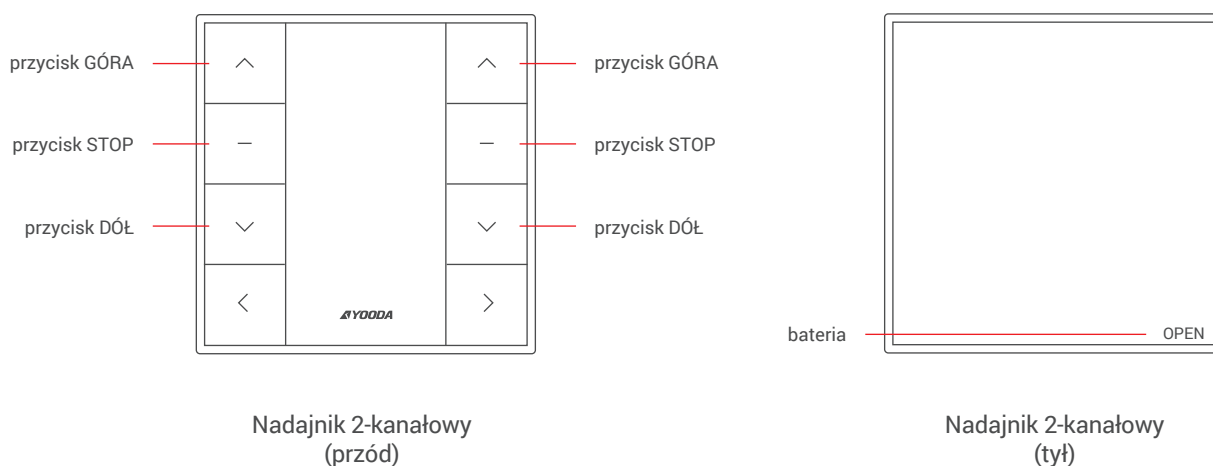 przycisk GÓRA
przycisk GÓRA
przycisk STOP
przycisk STOP
przycisk DÓŁ
przycisk DÓŁ
YOODA
bateria
OPEN
Nadajnik 2-kanałowy
(przód)
Nadajnik 2-kanałowy
(tył)